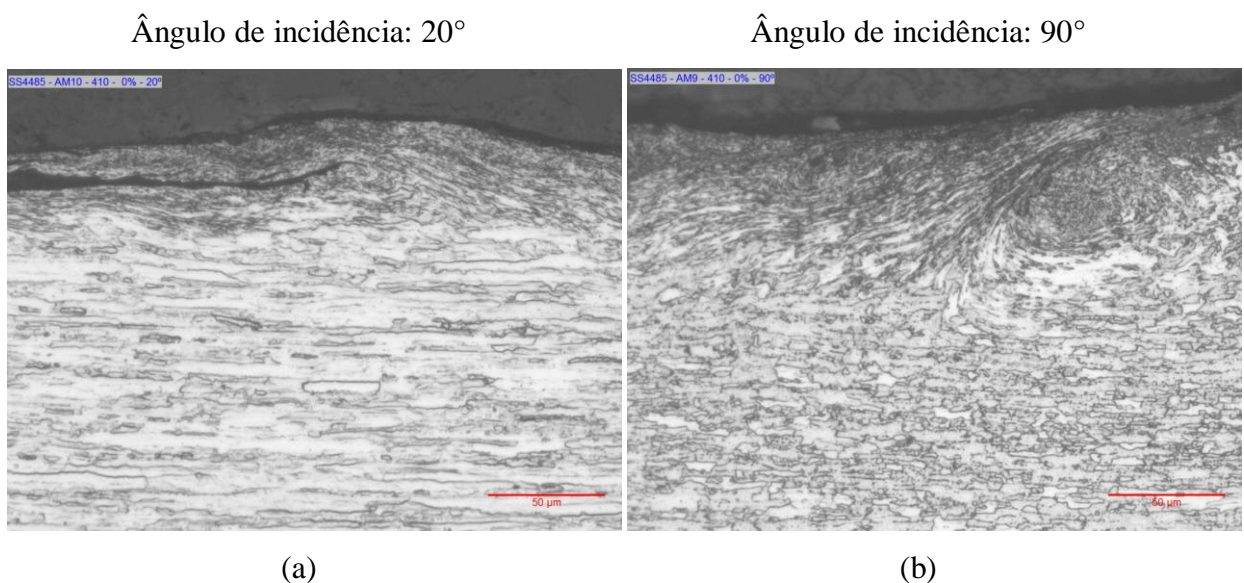 Ângulo de incidência: 20°
Ângulo de incidência: 90°
SS4485 - AM10 - 410 - 0% - 20º
SS4485 - AM9 - 410 -0% - 90º
50 µm
50 µm
(a)
(b)